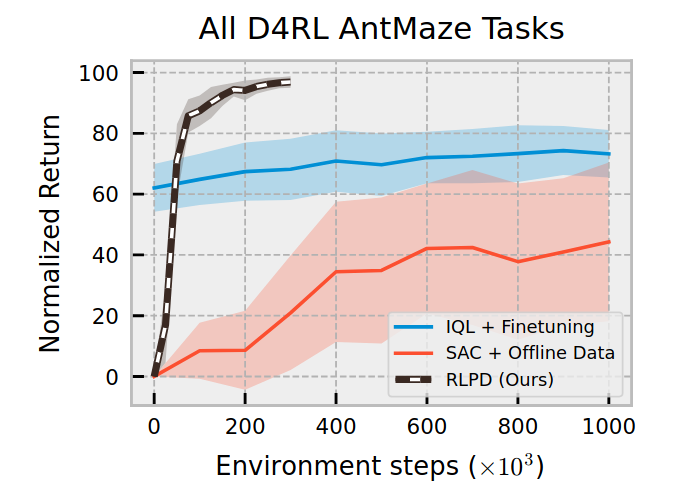 All D4RL AntMaze Tasks
Normalized Return
100
80
60
40
20
0
IQL + Finetuning
SAC + Offline Data
RLPD (Ours)
0 200 400 600 800 1000
Environment steps (×10³)